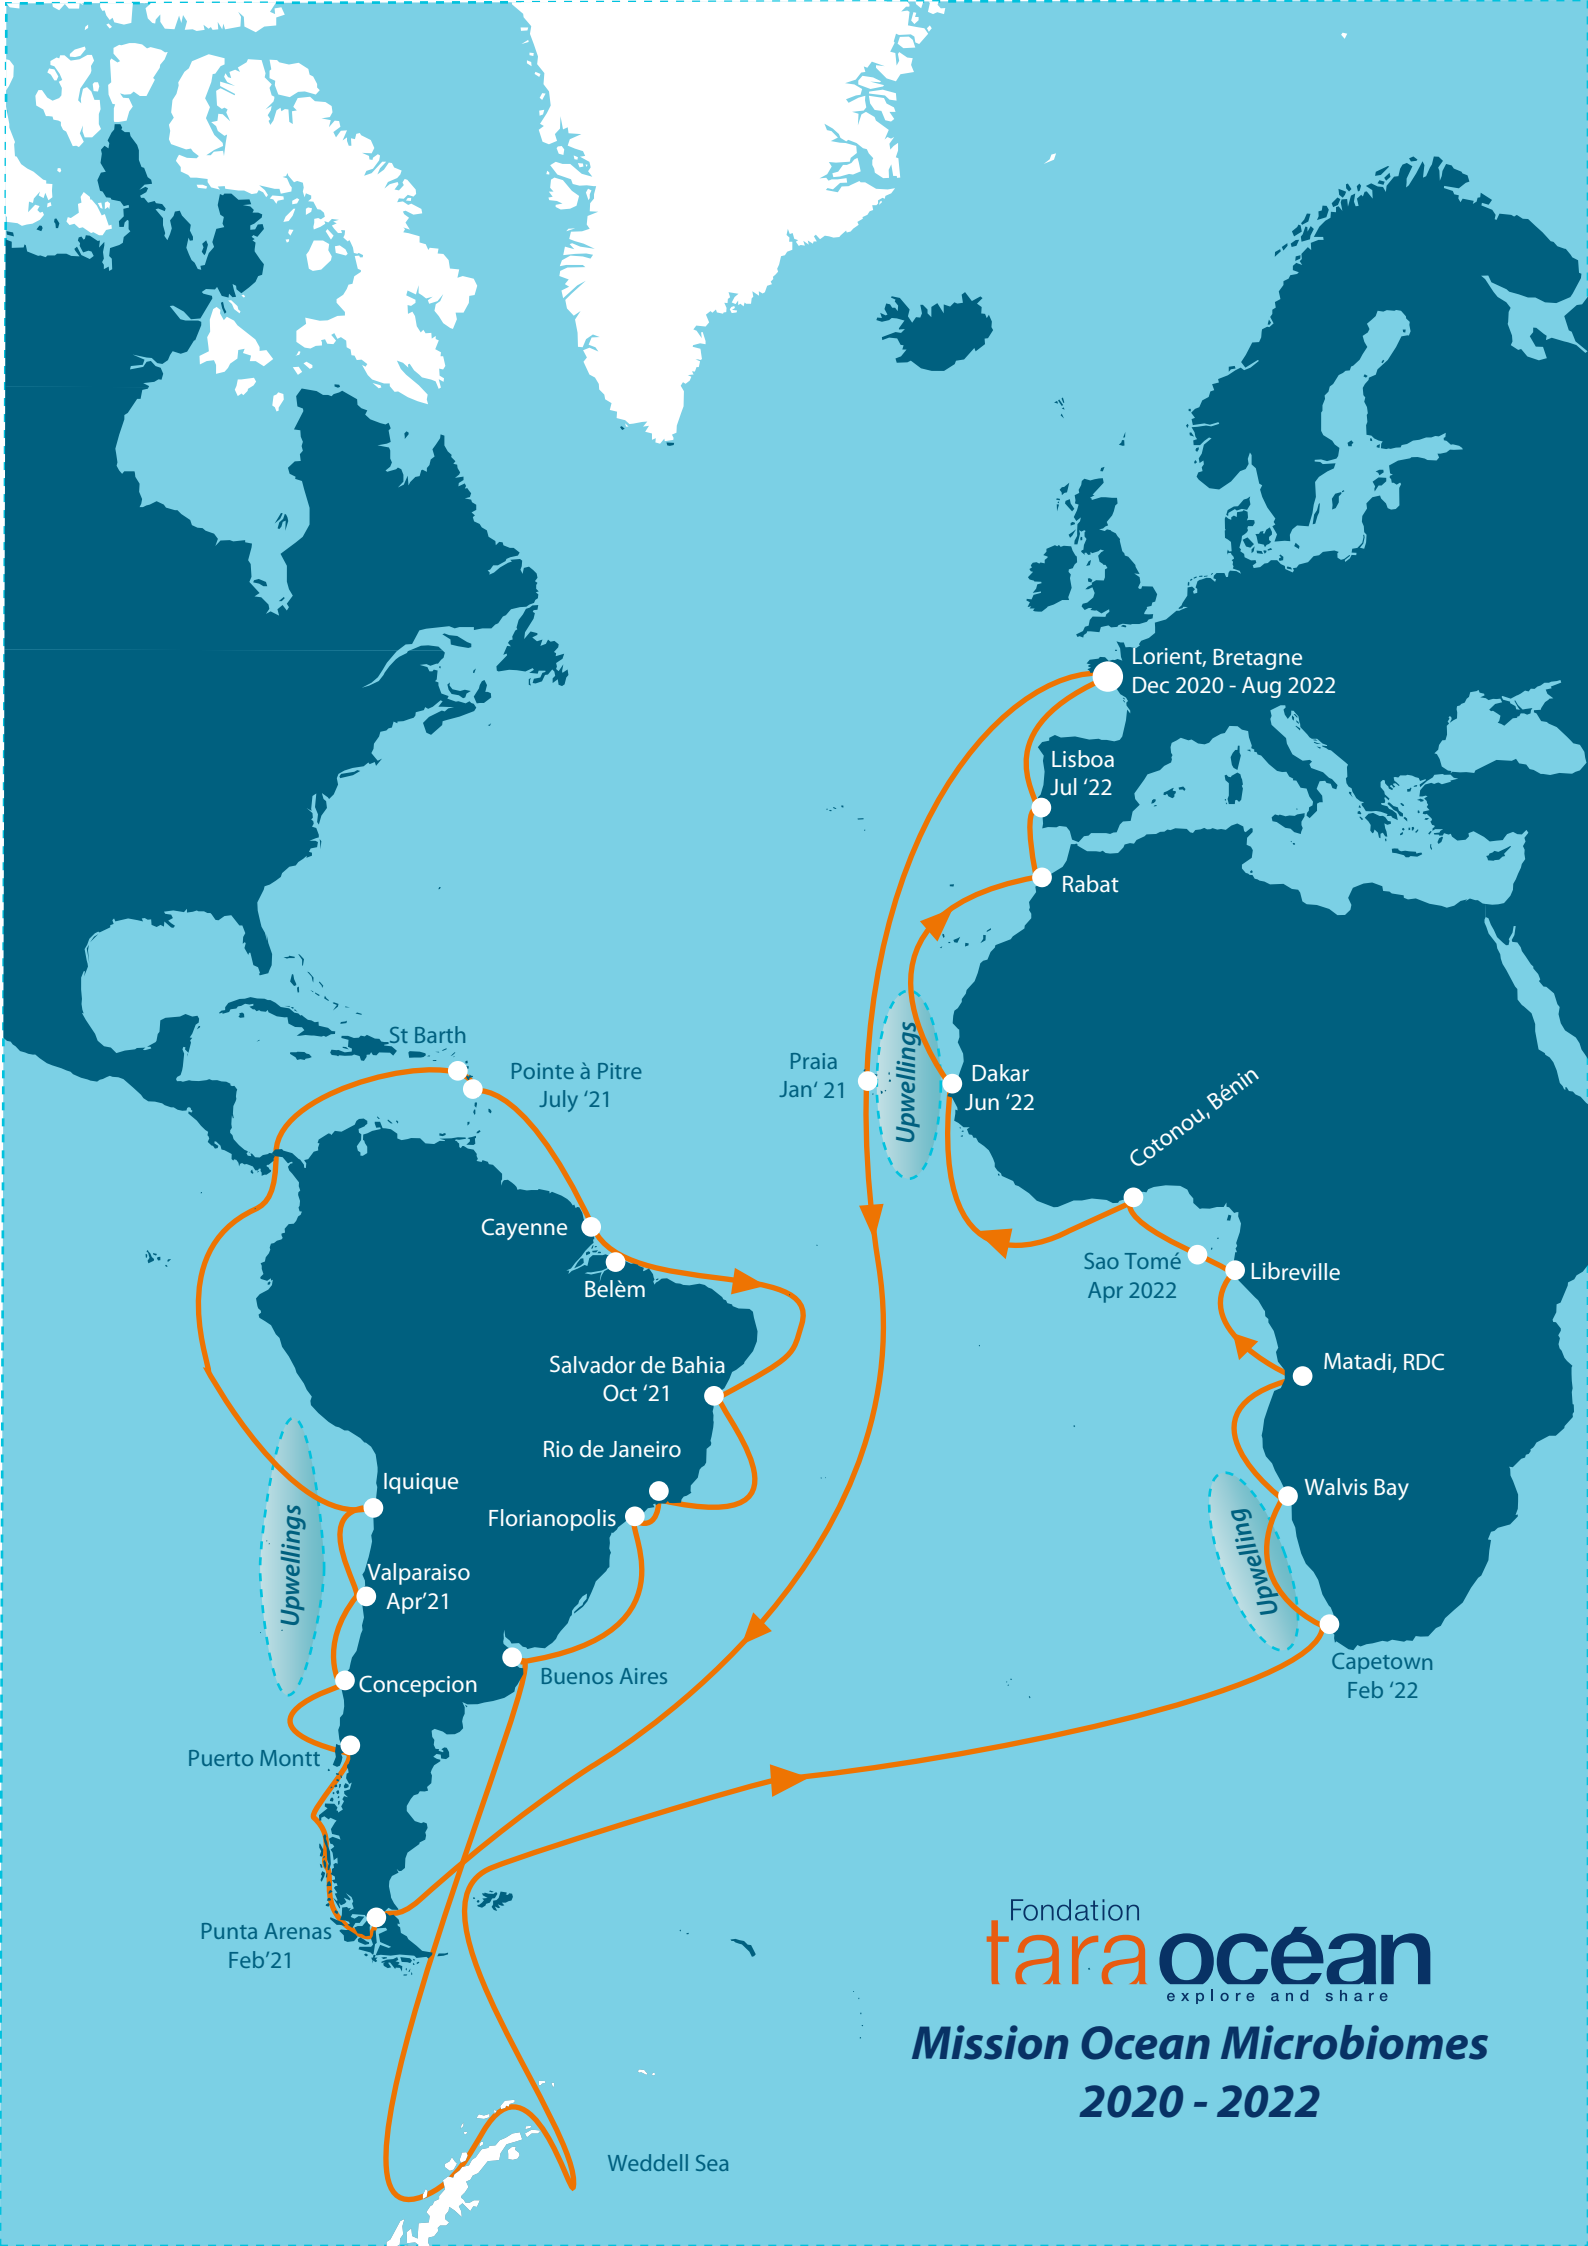 Lorient, Bretagne
Dec 2020 - Aug 2022
Lisboa
Jul ‘22
Rabat
St Barth
Pointe à Pitre
July ‘21
Praia
Jan‘ 21
Upwellings
Dakar
Jun ‘22
Cotonou, Bénin
Cayenne
Belèm
Sao Tomé
Apr 2022
Libreville
Salvador de Bahia
Oct ‘21
Matadi, RDC
Rio de Janeiro
Iquique
Florianopolis
Walvis Bay
Upwellings
Upwelling
Valparaiso
Apr’21
Concepcion
Buenos Aires
Capetown
Feb ‘22
Puerto Montt
Punta Arenas
Feb’21
Fondation
tara océan
explore and share
Mission Ocean Microbiomes
2020 - 2022
Weddell Sea